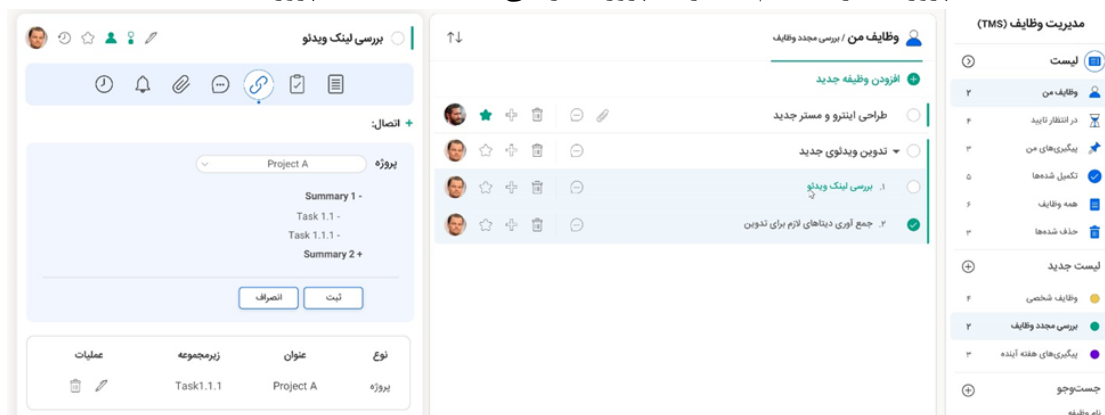 مدیریت وظایف (TMS)
لیست
وظایف من ۲
در انتظار تایید ۴
پیگیری‌های من ۳
تکمیل شده‌ها ۵
همه وظایف ۶
حذف شده‌ها ۳
لیست جدید
وظایف شخصی ۴
بررسی مجدد وظایف ۲
پیگیری‌های هفته آینده ۳
جست‌وجو
نام وظیفه
وظایف من / بررسی مجدد وظایف
افزودن وظیفه جدید
طراحی اینترو و مستر جدید
تدوین ویدئوی جدید
۱. بررسی لینک ویدئو
۲. جمع آوری دیتاهای لازم برای تدوین
بررسی لینک ویدئو
+ اتصال:
پروژه Project A
Summary 1 -
Task 1.1 -
Task 1.1.1 -
Summary 2 +
ثبت انصراف
نوع عنوان زیرمجموعه عملیات
پروژه Project A Task1.1.1